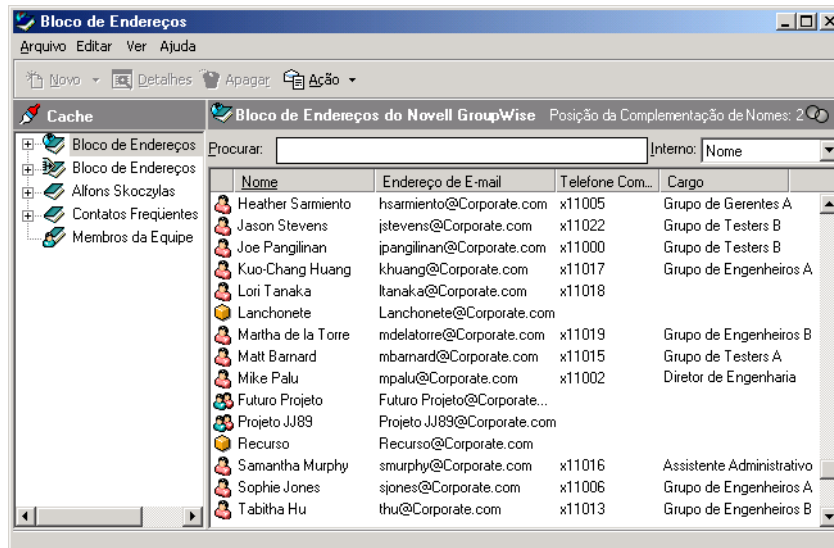 Bloco de Endereços
Arquivo Editar Ver Ajuda
Novo Detalhes Apagar Ação
Cache
Bloco de Endereços
Bloco de Endereços
Alfons Skoczylas
Contatos Freqüentes
Membros da Equipe
Bloco de Endereços do Novell GroupWise Posição da Complementação de Nomes: 2
Procurar: Interno: Nome
Nome Endereço de E-mail Telefone Com... Cargo
Heather Sarmiento hsarmiento@Corporate.com x11005 Grupo de Gerentes A
Jason Stevens jstevens@Corporate.com x11022 Grupo de Testers B
Joe Pangilinan jpangilinan@Corporate.com x11000 Grupo de Testers B
Kuo-Chang Huang khuang@Corporate.com x11017 Grupo de Engenheiros A
Lori Tanaka ltanaka@Corporate.com x11018
Lanchonete Lanchonete@Corporate.com
Martha de la Torre mdelatorre@Corporate.com x11019 Grupo de Engenheiros B
Matt Barnard mbarnard@Corporate.com x11015 Grupo de Testers A
Mike Palu mpalu@Corporate.com x11002 Diretor de Engenharia
Futuro Projeto Futuro Projeto@Corporate...
Projeto JJ89 Projeto JJ89@Corporate.com
Recurso Recurso@Corporate.com
Samantha Murphy smurphy@Corporate.com x11016 Assistente Administrativo
Sophie Jones sjones@Corporate.com x11006 Grupo de Engenheiros A
Tabitha Hu thu@Corporate.com x11013 Grupo de Engenheiros B